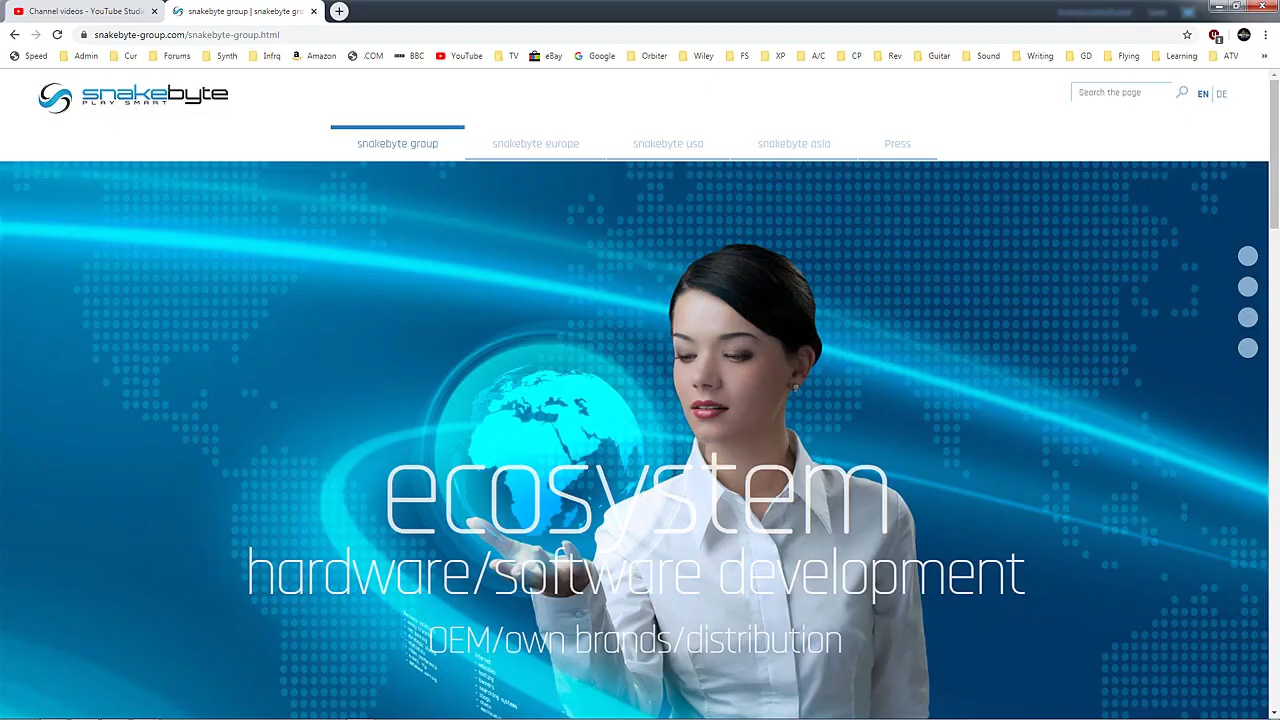 Channel videos - YouTube Studi
snakebyte group | snakebyte gro
snakebyte-group.com/snakebyte-group.html
Speed Admin Cur Forums Synth Infrq Amazon .COM BBC YouTube TV eBay Google Orbiter Wiley FS XP A/C CP Rev Guitar Sound Writing GD Flying Learning ATV
snakebyte
PLAY SMART
Search the page
EN | DE
snakebyte group snakebyte europe snakebyte usa snakebyte asia Press
ecosystem
hardware/software development
OEM/own brands/distribution